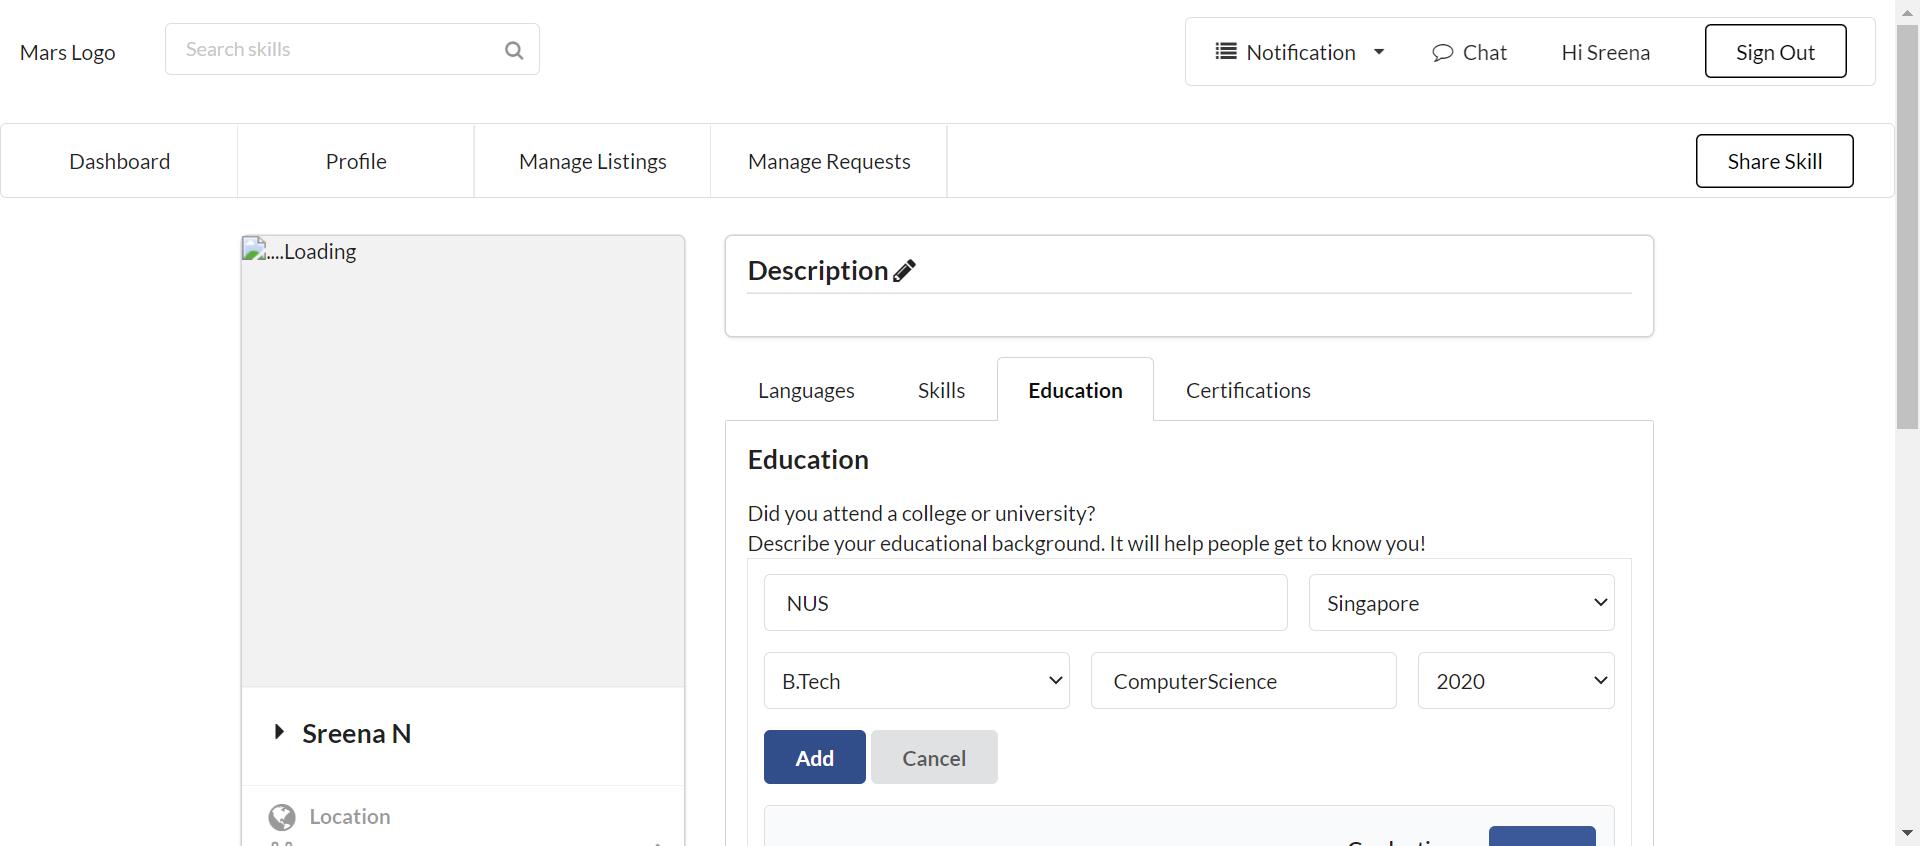 Mars Logo
Search skills
Notification
Chat
Hi Sreena
Sign Out
Dashboard
Profile
Manage Listings
Manage Requests
Share Skill
....Loading
Sreena N
Location
Description
Languages
Skills
Education
Certifications
Education
Did you attend a college or university?
Describe your educational background. It will help people get to know you!
NUS
Singapore
B.Tech
ComputerScience
2020
Add
Cancel